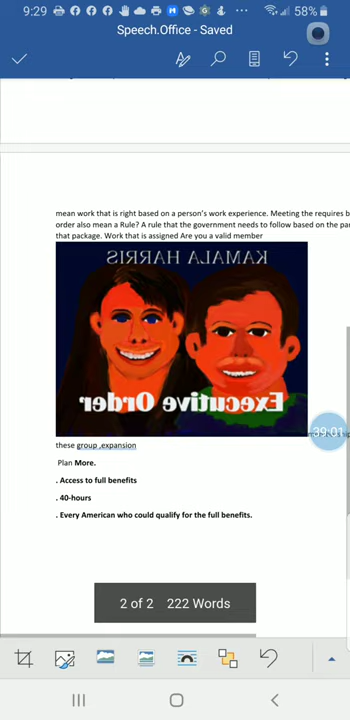 9:29
58%
Speech.Office - Saved
mean work that is right based on a person's work experience. Meeting the requires b
order also mean a Rule? A rule that the government needs to follow based on the pa
that package. Work that is assigned Are you a valid member
KAMALA HARRIS
Executive Order
39:01
these group ,expansion
Plan More.
. Access to full benefits
. 40-hours
. Every American who could qualify for the full benefits.
2 of 2 222 Words